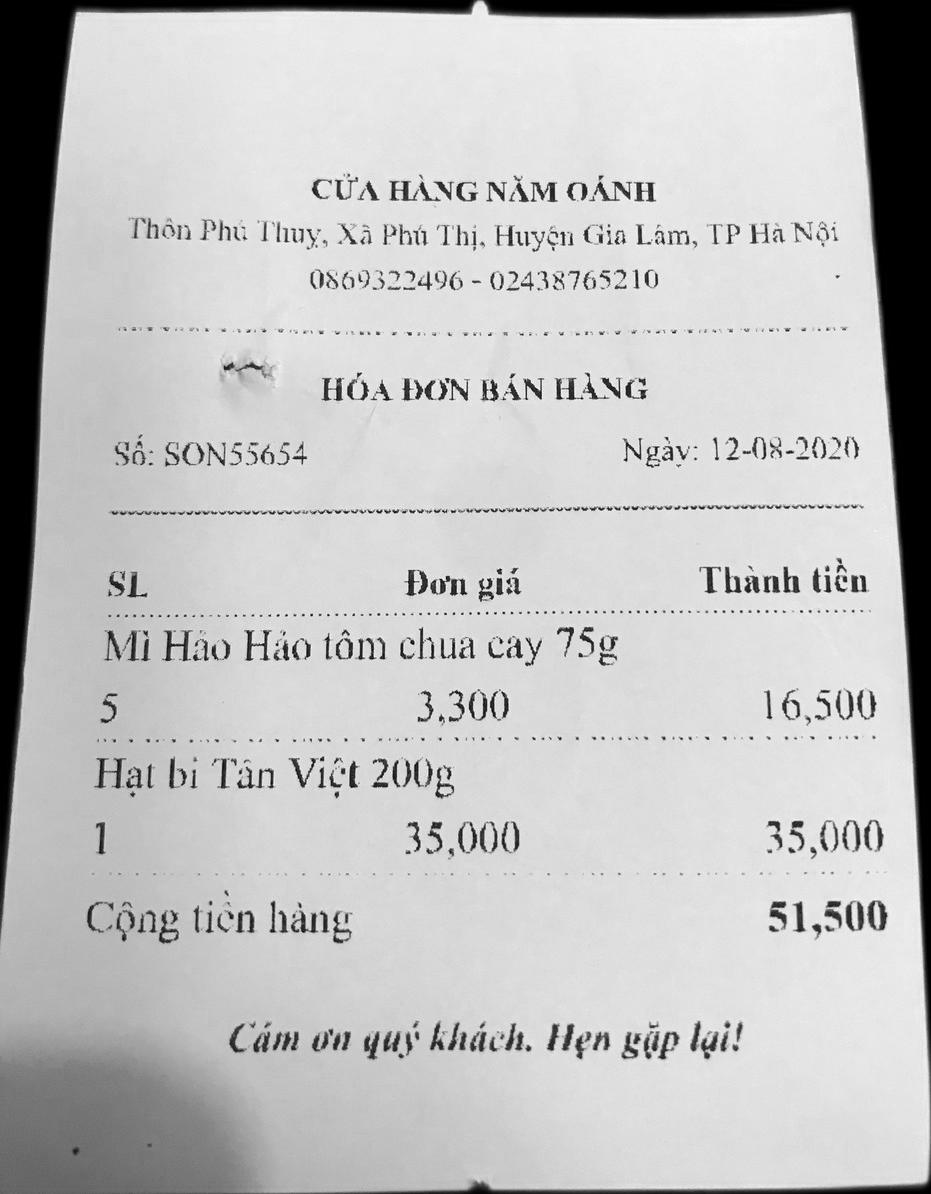 CỬA HÀNG NĂM OÁNH
Thôn Phú Thuỵ, Xã Phú Thị, Huyện Gia Lâm, TP Hà Nội
0869322496 - 02438765210
HÓA ĐƠN BÁN HÀNG
Số: SON55654 Ngày: 12-08-2020
SL Đơn giá Thành tiền
Mì Hảo Hảo tôm chua cay 75g
5 3,300 16,500
Hạt bí Tân Việt 200g
1 35,000 35,000
Cộng tiền hàng 51,500
Cám ơn quý khách. Hẹn gặp lại!